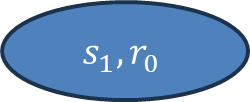 s₁, r₀